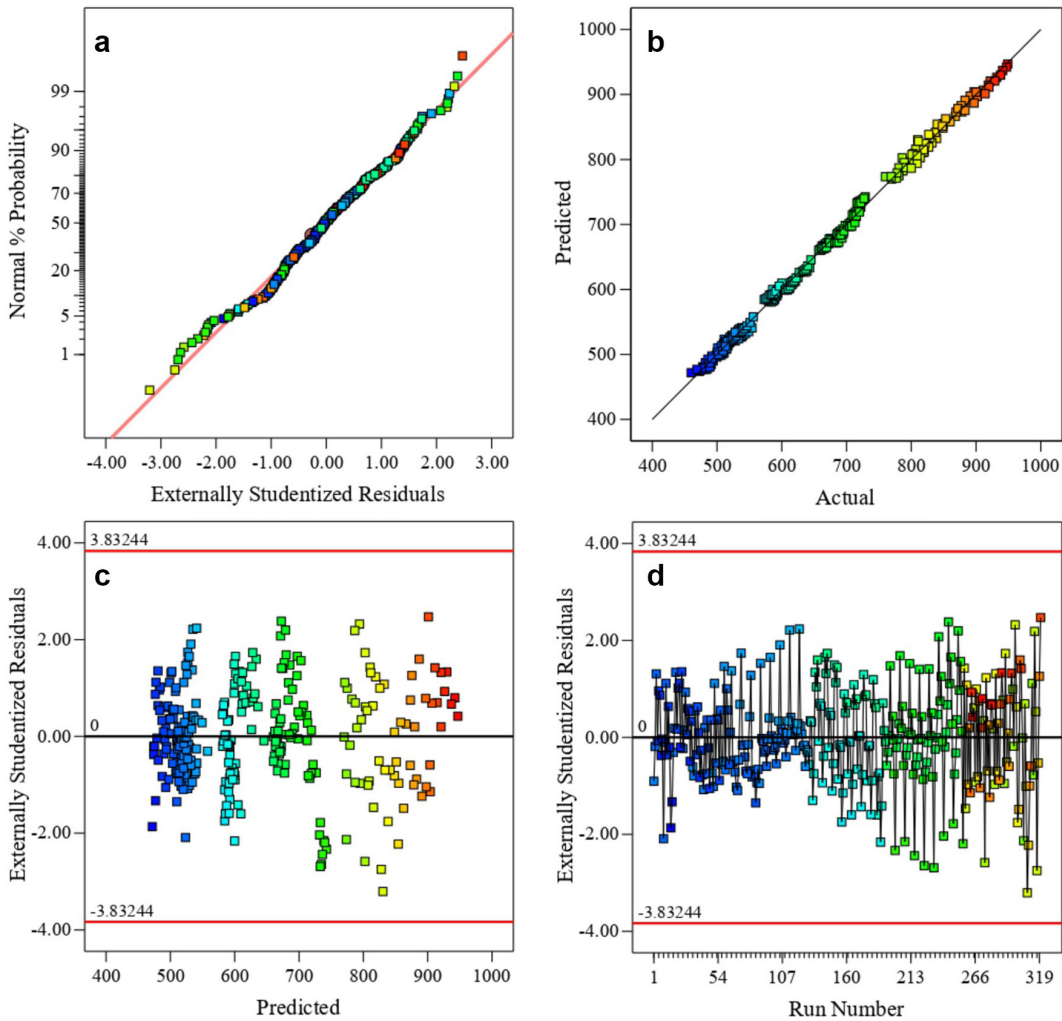 a
Normal % Probability
99
90
70
50
20
5
1
-4.00 -3.00 -2.00 -1.00 0.00 1.00 2.00 3.00
Externally Studentized Residuals
b
Predicted
1000
900
800
700
600
500
400
400 500 600 700 800 900 1000
Actual
c
Externally Studentized Residuals
4.00
2.00
0.00
-2.00
-4.00
3.83244
0
-3.83244
400 500 600 700 800 900 1000
Predicted
d
Externally Studentized Residuals
4.00
2.00
0.00
-2.00
-4.00
3.83244
0
-3.83244
1 54 107 160 213 266 319
Run Number